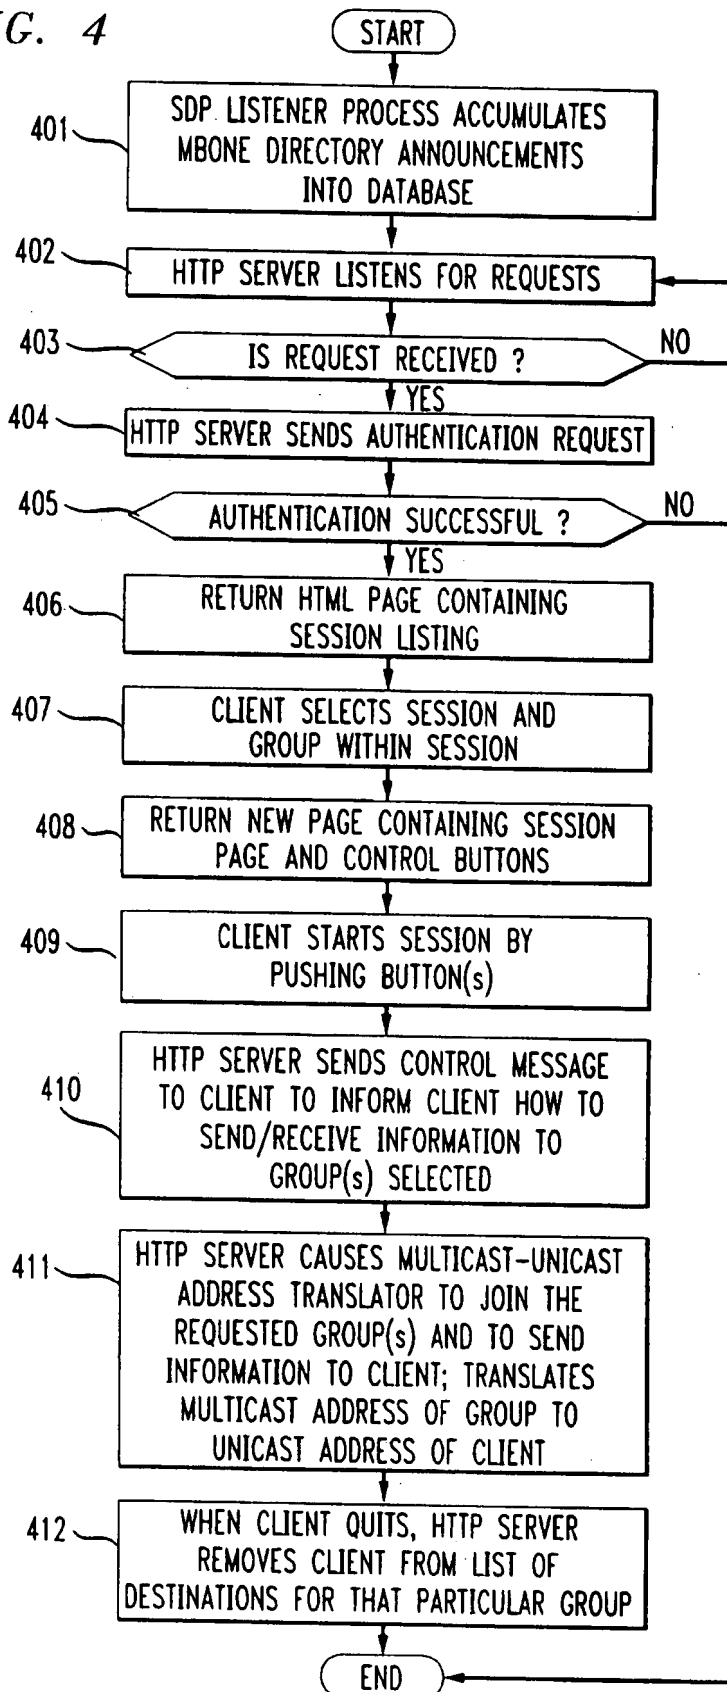 IG. 4
START
401
SDP LISTENER PROCESS ACCUMULATES
MBONE DIRECTORY ANNOUNCEMENTS
INTO DATABASE
402
HTTP SERVER LISTENS FOR REQUESTS
403
IS REQUEST RECEIVED ?
NO
YES
404
HTTP SERVER SENDS AUTHENTICATION REQUEST
405
AUTHENTICATION SUCCESSFUL ?
NO
YES
406
RETURN HTML PAGE CONTAINING
SESSION LISTING
407
CLIENT SELECTS SESSION AND
GROUP WITHIN SESSION
408
RETURN NEW PAGE CONTAINING SESSION
PAGE AND CONTROL BUTTONS
409
CLIENT STARTS SESSION BY
PUSHING BUTTON(s)
410
HTTP SERVER SENDS CONTROL MESSAGE
TO CLIENT TO INFORM CLIENT HOW TO
SEND/RECEIVE INFORMATION TO
GROUP(s) SELECTED
411
HTTP SERVER CAUSES MULTICAST-UNICAST
ADDRESS TRANSLATOR TO JOIN THE
REQUESTED GROUP(s) AND TO SEND
INFORMATION TO CLIENT; TRANSLATES
MULTICAST ADDRESS OF GROUP TO
UNICAST ADDRESS OF CLIENT
412
WHEN CLIENT QUITS, HTTP SERVER
REMOVES CLIENT FROM LIST OF
DESTINATIONS FOR THAT PARTICULAR GROUP
END